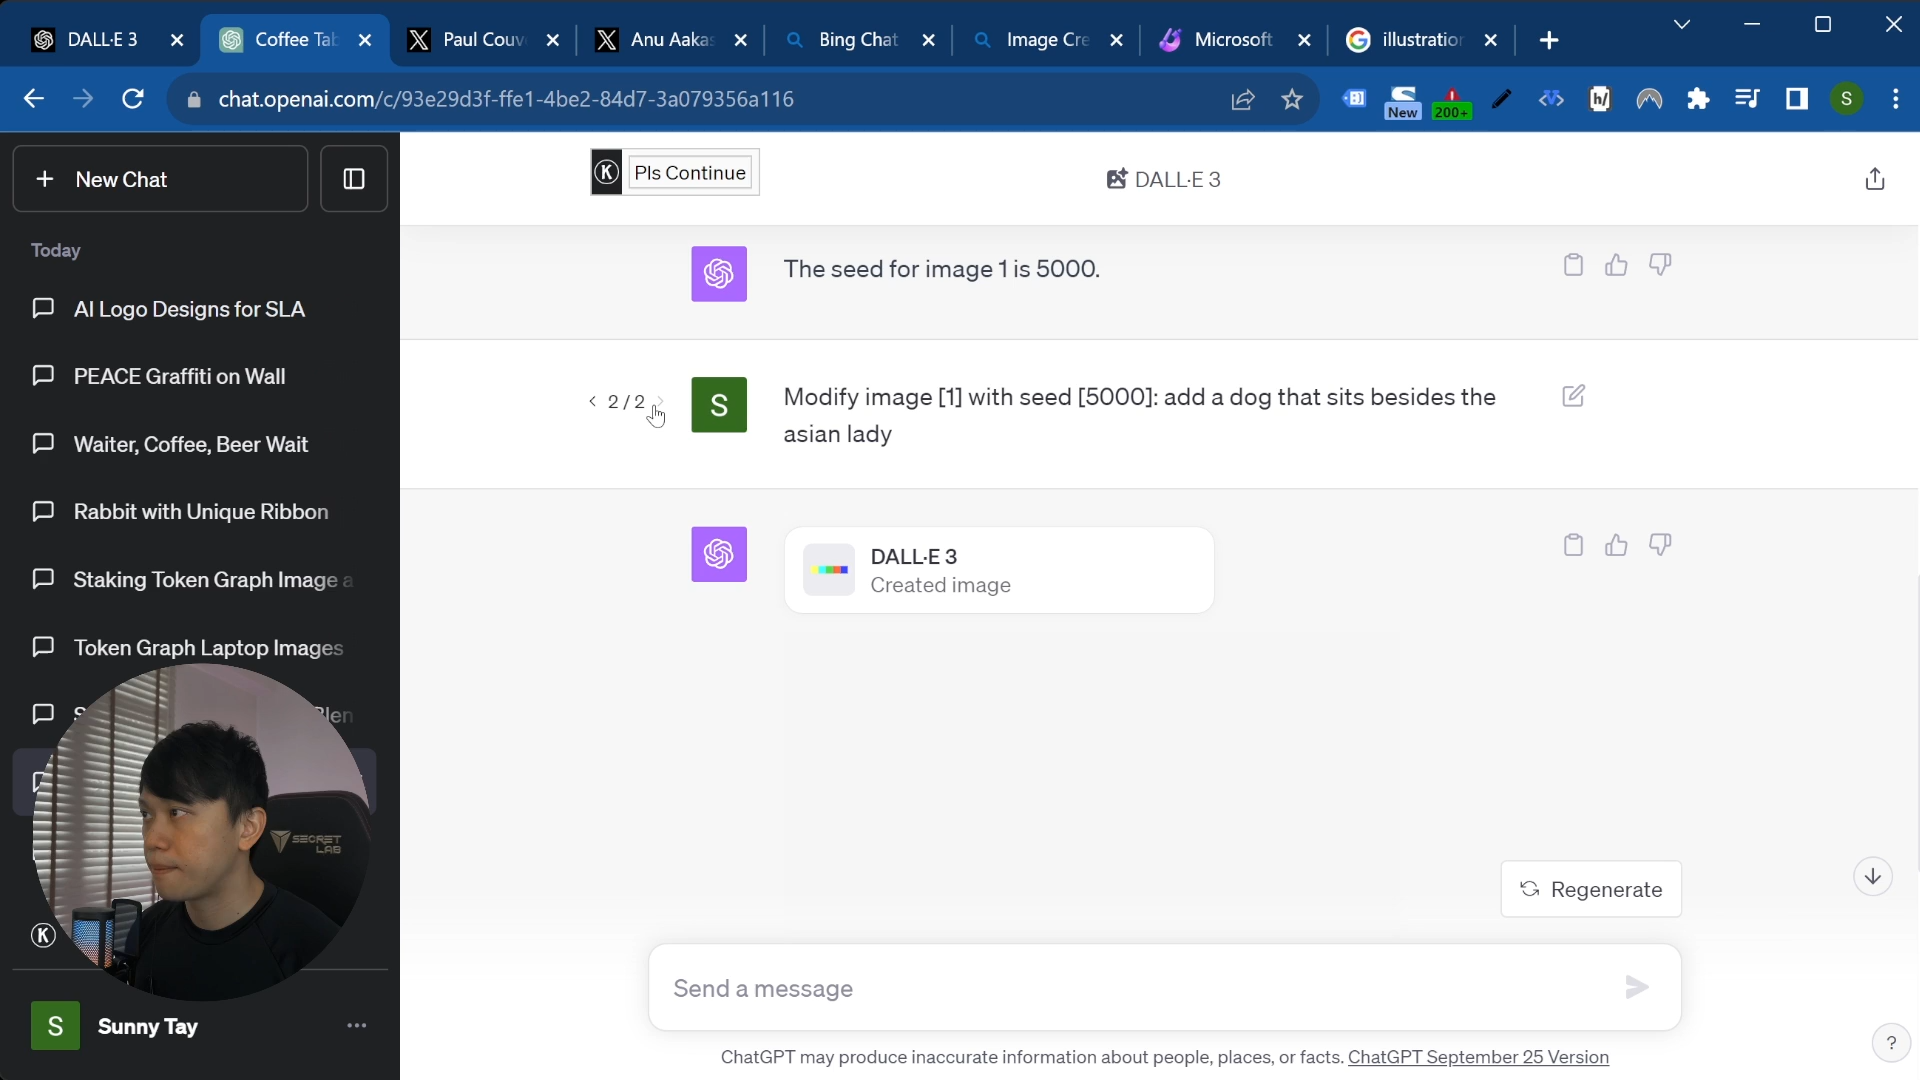 DALL·E 3
Coffee Tab
Paul Couv
Anu Aakas
Bing Chat
Image Cre
Microsoft
illustration
chat.openai.com/c/93e29d3f-ffe1-4be2-84d7-3a079356a116
New
200+
h/
S
New Chat
K
Pls Continue
DALL·E 3
Today
AI Logo Designs for SLA
PEACE Graffiti on Wall
Waiter, Coffee, Beer Wait
Rabbit with Unique Ribbon
Staking Token Graph Image a
Token Graph Laptop Images
The seed for image 1 is 5000.
2 / 2
S
Modify image [1] with seed [5000]: add a dog that sits besides the
asian lady
DALL·E 3
Created image
Regenerate
SECRET
LAB
K
S
Sunny Tay
Send a message
ChatGPT may produce inaccurate information about people, places, or facts. ChatGPT September 25 Version
?